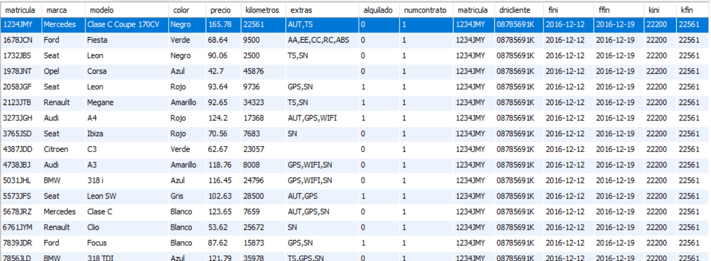 matricula marca modelo color precio kilometros extras alquilado numcontrato matricula dnicliente fini ffin kini kfin
1234JMY Mercedes Clase C Coupe 170CV Negro 165.78 22561 AUT,TS 0 1 1234JMY 08785691K 2016-12-12 2016-12-19 22200 22561
1678JCN Ford Fiesta Verde 68.64 9500 AA,EE,CC,RC,ABS 0 1 1234JMY 08785691K 2016-12-12 2016-12-19 22200 22561
1732JBS Seat Leon Negro 90.06 2500 TS,SN 0 1 1234JMY 08785691K 2016-12-12 2016-12-19 22200 22561
1978JNT Opel Corsa Azul 42.7 45876 0 1 1234JMY 08785691K 2016-12-12 2016-12-19 22200 22561
2058JGF Seat Leon Rojo 93.64 9736 GPS,SN 1 1 1234JMY 08785691K 2016-12-12 2016-12-19 22200 22561
2123JTB Renault Megane Amarillo 92.65 34323 TS,SN 1 1 1234JMY 08785691K 2016-12-12 2016-12-19 22200 22561
3273JGH Audi A4 Rojo 124.2 17368 AUT,GPS,WIFI 1 1 1234JMY 08785691K 2016-12-12 2016-12-19 22200 22561
3765JSD Seat Ibiza Rojo 70.56 7683 SN 0 1 1234JMY 08785691K 2016-12-12 2016-12-19 22200 22561
4387JDD Citroen C3 Verde 62.67 23057 0 1 1234JMY 08785691K 2016-12-12 2016-12-19 22200 22561
4738JBJ Audi A3 Amarillo 118.76 8008 GPS,WIFI,SN 0 1 1234JMY 08785691K 2016-12-12 2016-12-19 22200 22561
5031JHL BMW 318 i Azul 116.45 24796 GPS,WIFI,SN 0 1 1234JMY 08785691K 2016-12-12 2016-12-19 22200 22561
5573JFS Seat Leon SW Gris 102.63 28500 AUT,GPS 1 1 1234JMY 08785691K 2016-12-12 2016-12-19 22200 22561
5678JRZ Mercedes Clase C Blanco 123.65 7659 AUT,GPS,SN 0 1 1234JMY 08785691K 2016-12-12 2016-12-19 22200 22561
6761JYM Renault Clio Blanco 53.62 25672 SN 0 1 1234JMY 08785691K 2016-12-12 2016-12-19 22200 22561
7839JDR Ford Focus Blanco 87.62 15873 GPS,SN 1 1 1234JMY 08785691K 2016-12-12 2016-12-19 22200 22561
7856JLD BMW 318 TDI Azul 121.79 35978 TS,GPS,SN 0 1 1234JMY 08785691K 2016-12-12 2016-12-19 22200 22561